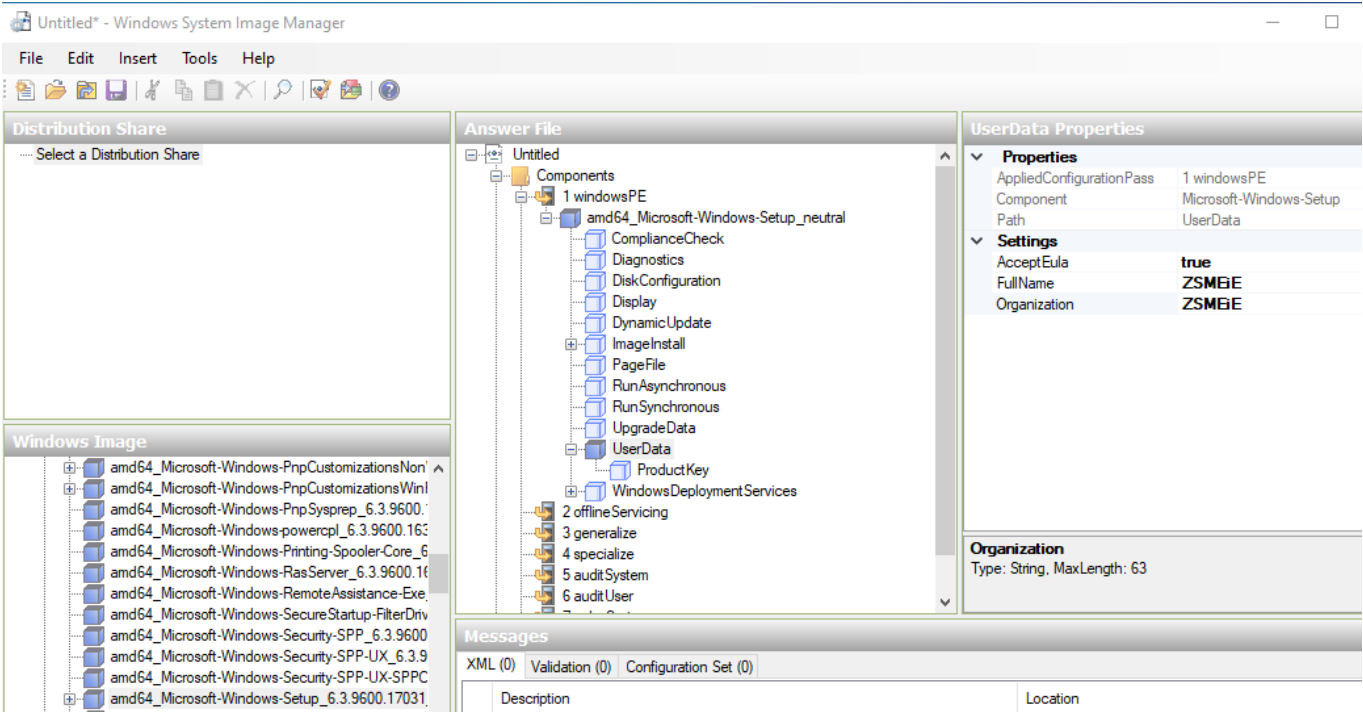 Untitled* - Windows System Image Manager
File Edit Insert Tools Help
Distribution Share
Select a Distribution Share
Windows Image
amd64_Microsoft-Windows-PnpCustomizationsNon
amd64_Microsoft-Windows-PnpCustomizationsWinI
amd64_Microsoft-Windows-PnpSysprep_6.3.9600.
amd64_Microsoft-Windows-powercpl_6.3.9600.163
amd64_Microsoft-Windows-Printing-Spooler-Core_6
amd64_Microsoft-Windows-RasServer_6.3.9600.16
amd64_Microsoft-Windows-RemoteAssistance-Exe_
amd64_Microsoft-Windows-SecureStartup-FilterDriv
amd64_Microsoft-Windows-Security-SPP_6.3.9600
amd64_Microsoft-Windows-Security-SPP-UX_6.3.9
amd64_Microsoft-Windows-Security-SPP-UX-SPPC
amd64_Microsoft-Windows-Setup_6.3.9600.17031_
Answer File
Untitled
Components
1 windowsPE
amd64_Microsoft-Windows-Setup_neutral
ComplianceCheck
Diagnostics
DiskConfiguration
Display
DynamicUpdate
ImageInstall
PageFile
RunAsynchronous
RunSynchronous
UpgradeData
UserData
ProductKey
WindowsDeploymentServices
2 offlineServicing
3 generalize
4 specialize
5 auditSystem
6 auditUser
UserData Properties
Properties
AppliedConfigurationPass 1 windowsPE
Component Microsoft-Windows-Setup
Path UserData
Settings
AcceptEula true
FullName ZSMEiE
Organization ZSMEiE
Organization
Type: String, MaxLength: 63
Messages
XML (0) Validation (0) Configuration Set (0)
Description Location